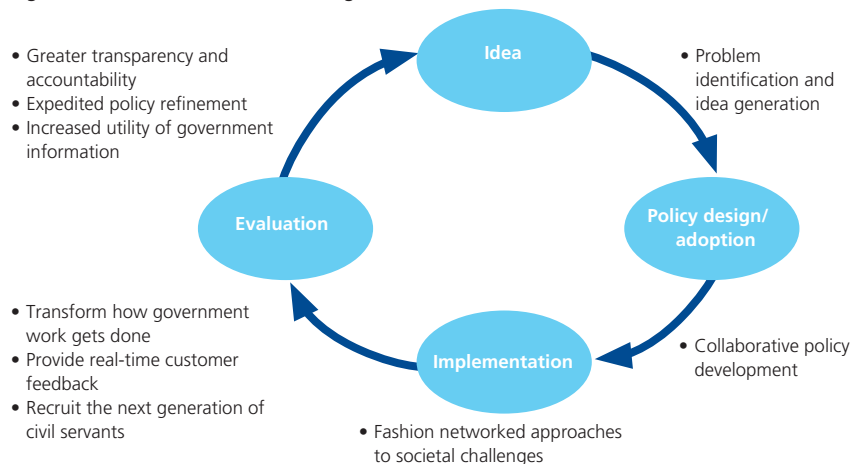 Idea
• Greater transparency and
accountability
• Expedited policy refinement
• Increased utility of government
information
• Problem
identification and
idea generation
Evaluation
Policy design/
adoption
• Transform how government
work gets done
• Provide real-time customer
feedback
• Recruit the next generation of
civil servants
Implementation
• Collaborative policy
development
• Fashion networked approaches
to societal challenges